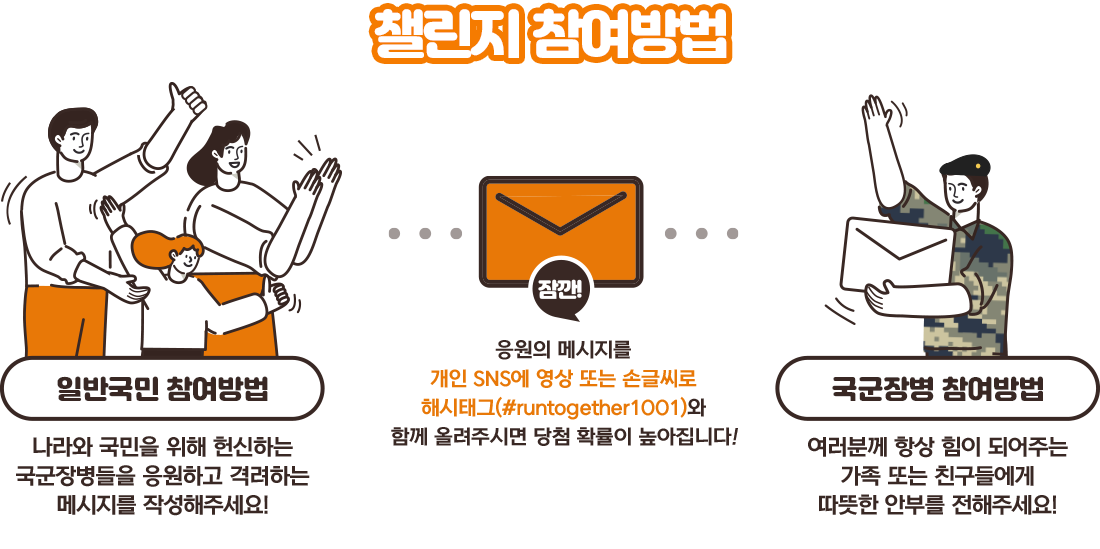 챌린지 참여방법
일반국민 참여방법
나라와 국민을 위해 헌신하는
국군장병들을 응원하고 격려하는
메시지를 작성해주세요!
잠깐!
응원의 메시지를
개인 SNS에 영상 또는 손글씨로
해시태그(#runtogether1001)와
함께 올려주시면 당첨 확률이 높아집니다!
국군장병 참여방법
여러분께 항상 힘이 되어주는
가족 또는 친구들에게
따뜻한 안부를 전해주세요!